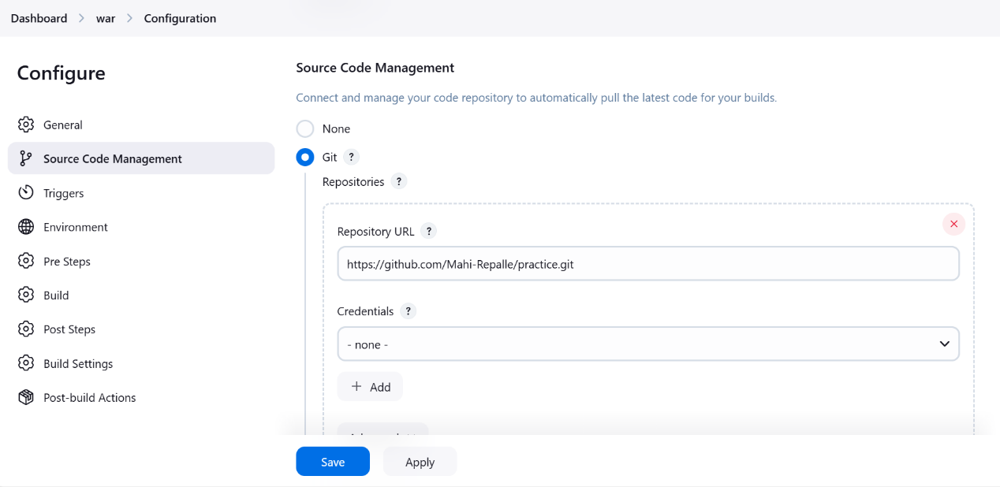 Dashboard > war > Configuration
Configure
General
Source Code Management
Triggers
Environment
Pre Steps
Build
Post Steps
Build Settings
Post-build Actions
Source Code Management
Connect and manage your code repository to automatically pull the latest code for your builds.
None
Git ?
Repositories ?
Repository URL ?
https://github.com/Mahi-Repalle/practice.git
Credentials ?
- none -
+ Add
Save
Apply